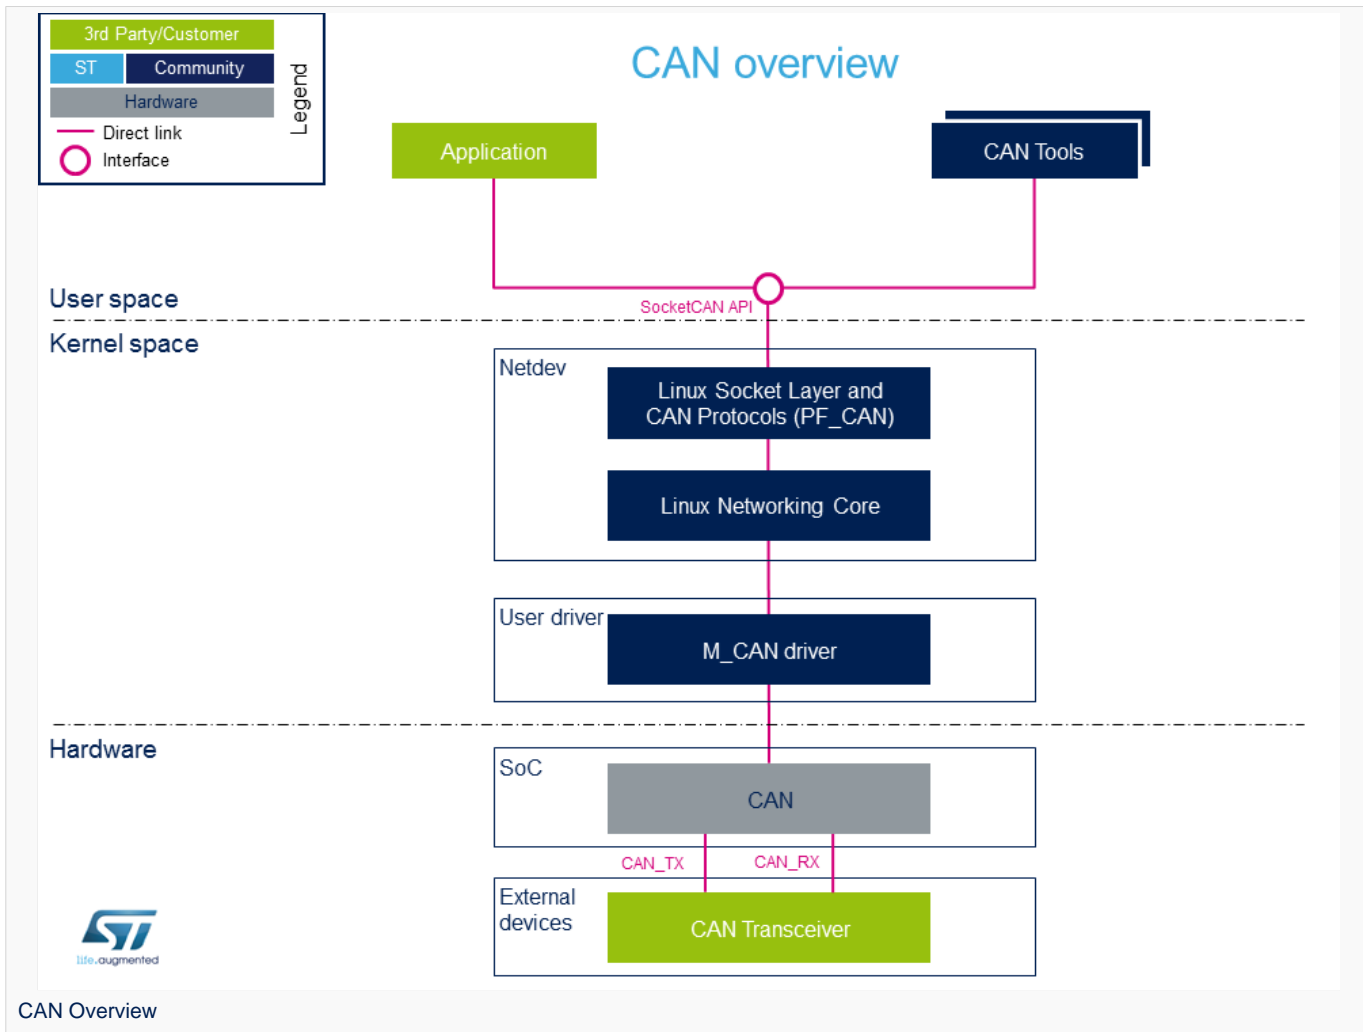 3rd Party/Customer
ST
Community
Hardware
Direct link
Interface
Legend
CAN overview
Application
CAN Tools
User space
SocketCAN API
Kernel space
Netdev
Linux Socket Layer and
CAN Protocols (PF_CAN)
Linux Networking Core
User driver
M_CAN driver
Hardware
SoC
CAN
CAN_TX
CAN_RX
External
devices
CAN Transceiver
ST
life.augmented
CAN Overview